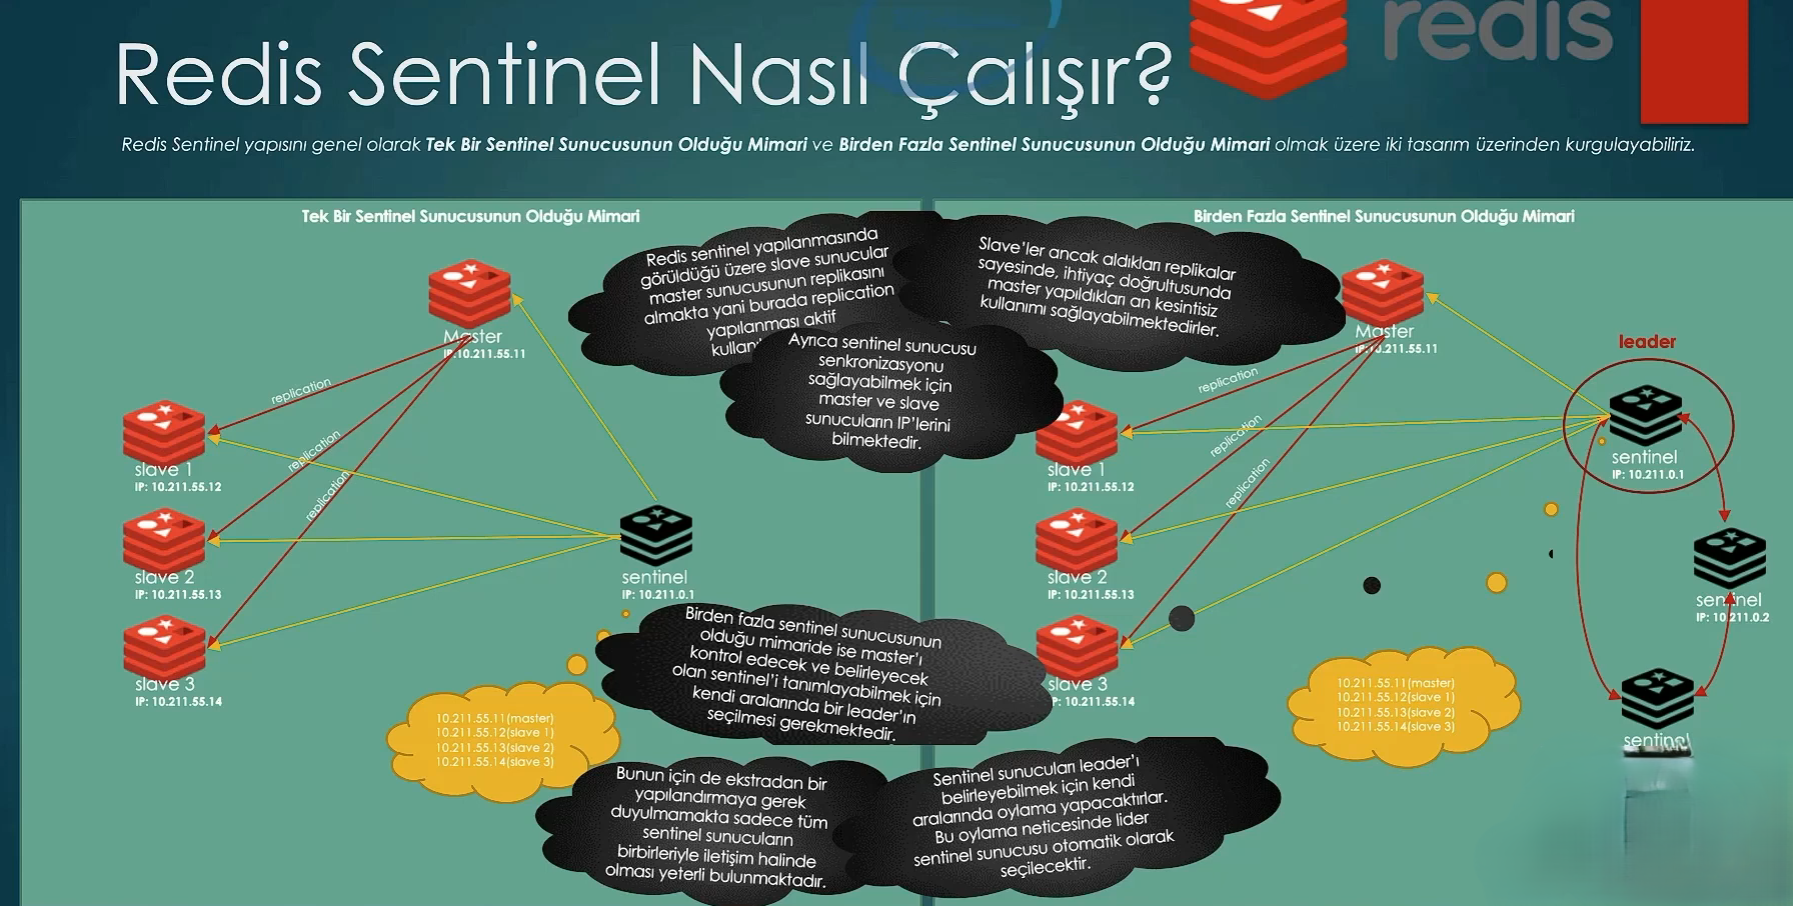 redis
Redis Sentinel Nasıl Çalışır?
Redis Sentinel yapısını genel olarak Tek Bir Sentinel Sunucusunun Olduğu Mimari ve Birden Fazla Sentinel Sunucusunun Olduğu Mimari olmak üzere iki tasarım üzerinden kurgulayabiliriz.
Tek Bir Sentinel Sunucusunun Olduğu Mimari
Master
IP:10.211.55.11
replication
replication
replication
slave 1
IP: 10.211.55.12
slave 2
IP: 10.211.55.13
slave 3
IP: 10.211.55.14
sentinel
IP: 10.211.0.1
10.211.55.11(master)
10.211.55.12(slave 1)
10.211.55.13(slave 2)
10.211.55.14(slave 3)
Redis sentinel yapılanmasında
görüldüğü üzere slave sunucular
master sunucusunun replikasını
almakta yani burada replication
yapılanması aktif
Slave'ler ancak aldıkları replikalar
sayesinde, ihtiyaç doğrultusunda
master yapıldıkları an kesintisiz
kullanımı sağlayabilmektedirler.
Ayrıca sentinel sunucusu
senkronizasyonu
sağlayabilmek için
master ve slave
sunucuların IP'lerini
bilmektedir.
Birden fazla sentinel sunucusunun
olduğu mimaride ise master'ı
kontrol edecek ve belirleyecek
olan sentinel'i tanımlayabilmek için
kendi aralarında bir leader'ın
seçilmesi gerekmektedir.
Bunun için de ekstradan bir
yapılandırmaya gerek
duyulmamakta sadece tüm
sentinel sunucuların
birbirleriyle iletişim halinde
olması yeterli bulunmaktadır.
Sentinel sunucuları leader'ı
belirleyebilmek için kendi
aralarında oylama yapacaktırlar.
Bu oylama neticesinde lider
sentinel sunucusu otomatik olarak
seçilecektir.
Birden Fazla Sentinel Sunucusunun Olduğu Mimari
Master
IP:10.211.55.11
replication
replication
replication
slave 1
IP: 10.211.55.12
slave 2
IP: 10.211.55.13
slave 3
IP: 10.211.55.14
leader
sentinel
IP: 10.211.0.1
sentinel
IP: 10.211.0.2
sentinel
10.211.55.11(master)
10.211.55.12(slave 1)
10.211.55.13(slave 2)
10.211.55.14(slave 3)